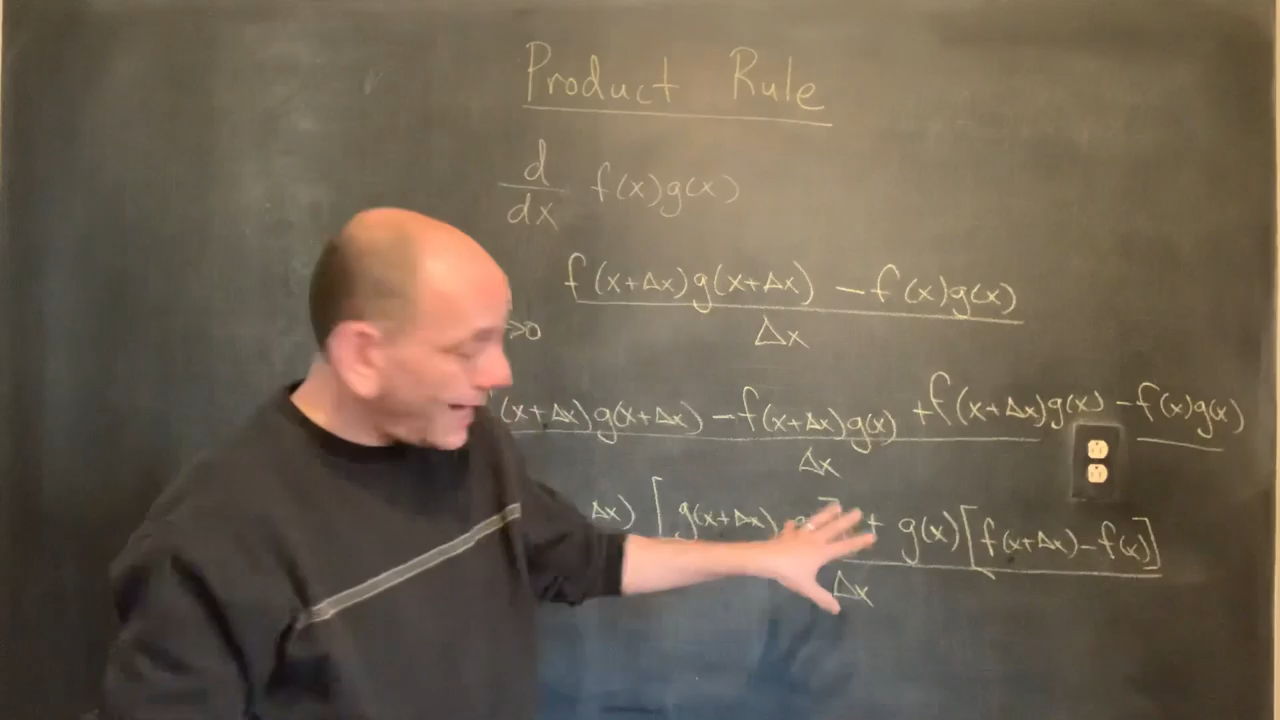 Product Rule
d
dx
f(x)g(x)
f(x+Δx)g(x+Δx) -f(x)g(x)
Δx
>0
(x+Δx)g(x+Δx) -f(x+Δx)g(x) +f(x+Δx)g(x) -f(x)g(x)
Δx
Δx) [g(x+Δx)- ] + g(x)[f(x+Δx)-f(x)]
Δx